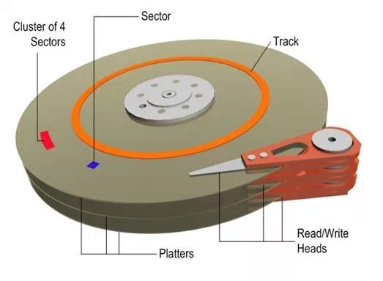 Cluster of 4
Sectors
Sector
Track
Read/Write
Heads
Platters